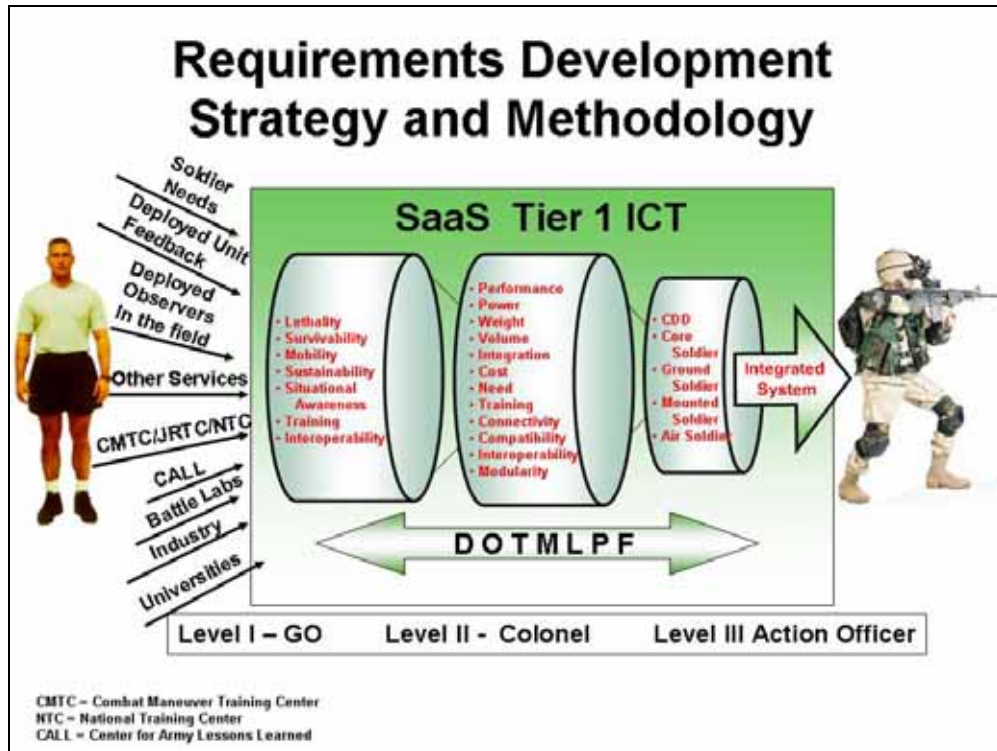 Requirements Development
Strategy and Methodology
Soldier
Needs
Deployed Unit
Feedback
Deployed
Observers
In the field
Other Services
CMTC/JRTC/NTC
CALL
Battle Labs
Industry
Universities
SaaS Tier 1 ICT
• Lethality
• Survivability
• Mobility
• Sustainability
• Situational
Awareness
• Training
• Interoperability
• Performance
• Power
• Weight
• Volume
• Integration
• Cost
• Need
• Training
• Connectivity
• Compatibility
• Interoperability
• Modularity
• CDD
• Core
Soldier
• Ground
Soldier
• Mounted
Soldier
• Air Soldier
Integrated
System
DOTMLPF
Level I – GO Level II - Colonel Level III Action Officer
CMTC = Combat Maneuver Training Center
NTC = National Training Center
CALL = Center for Army Lessons Learned